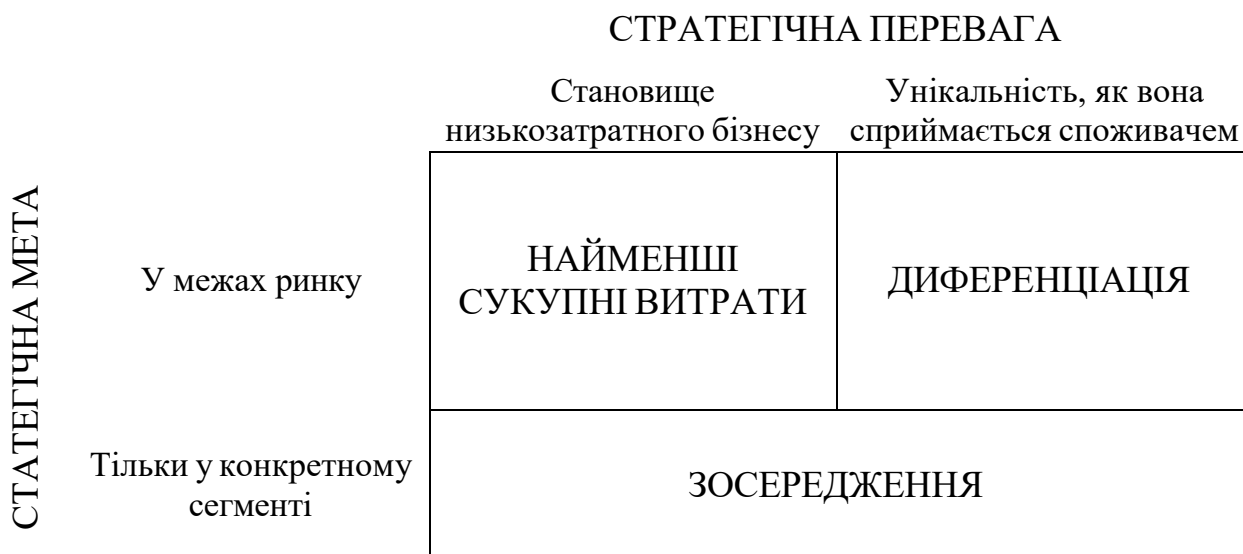 СТРАТЕГІЧНА ПЕРЕВАГА
Становище
низькозатратного бізнесу
Унікальність, як вона
сприймається споживачем
СТАТЕГІЧНА МЕТА
У межах ринку
НАЙМЕНШІ
СУКУПНІ ВИТРАТИ
ДИФЕРЕНЦІАЦІЯ
Тільки у конкретному
сегменті
ЗОСЕРЕДЖЕННЯ